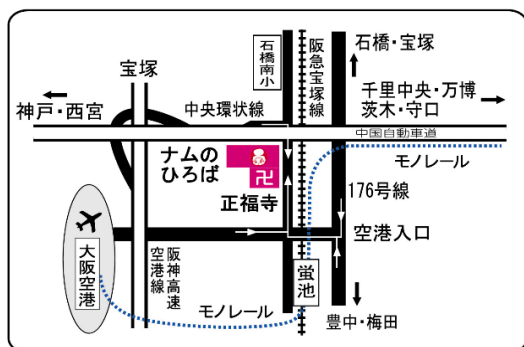 石橋南小
阪急宝塚線
石橋・宝塚
宝塚
千里中央・万博
茨木・守口
神戸・西宮
中央環状線
中国自動車道
ナムの
ひろば
卍
モノレール
正福寺
176号線
空港入口
大阪空港
阪神高速
空港線
蛍池
モノレール
豊中・梅田